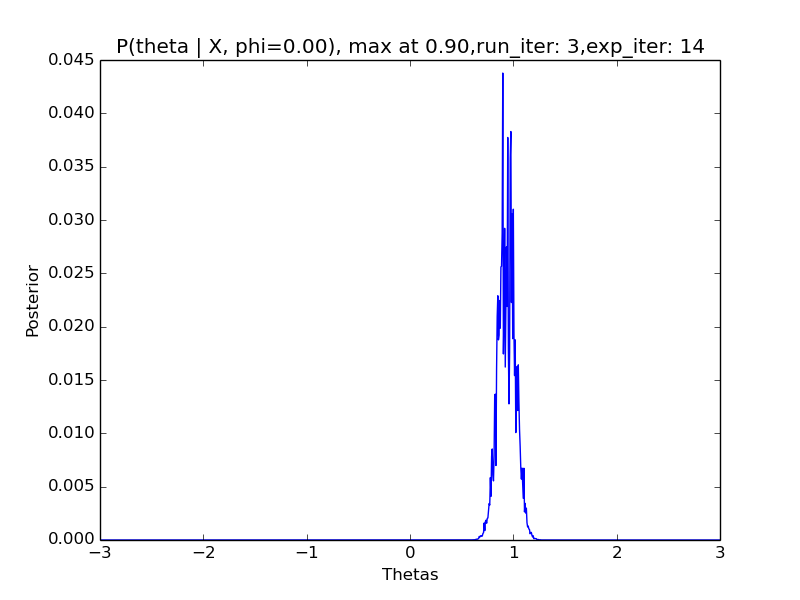 P(theta | X, phi=0.00), max at 0.90,run_iter: 3,exp_iter: 14
0.045
0.040
0.035
0.030
0.025
0.020
0.015
0.010
0.005
0.000
Posterior
−3 −2 −1 0 1 2 3
Thetas